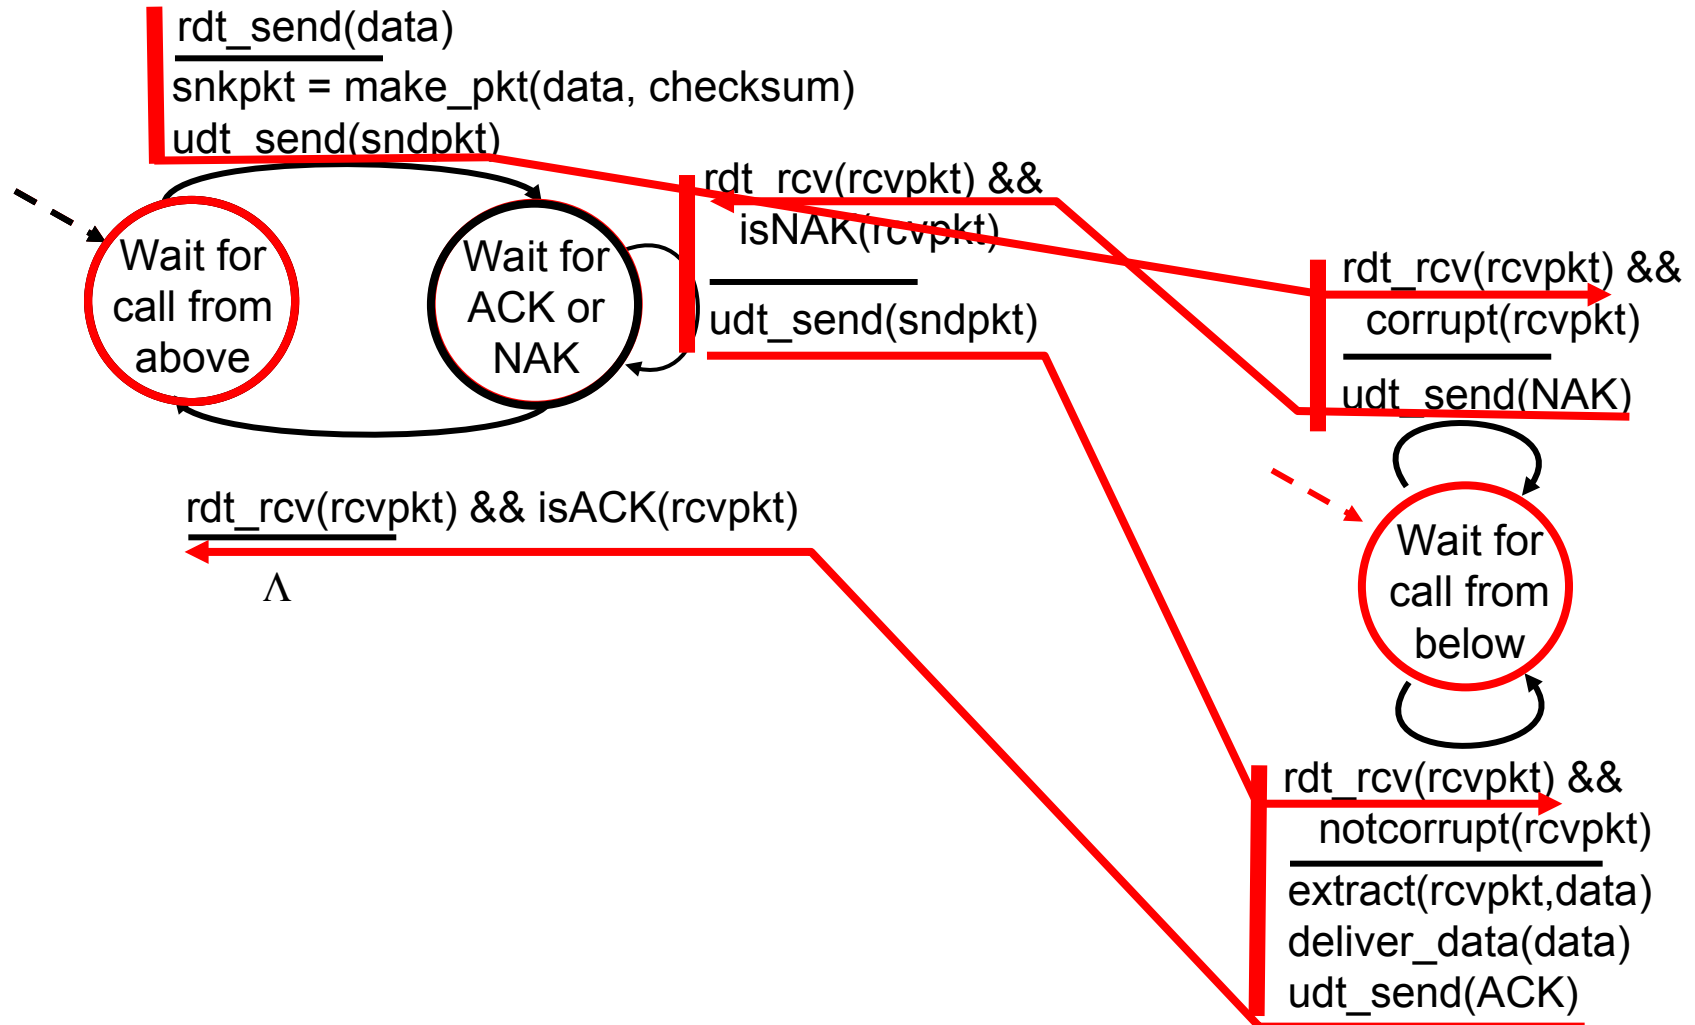 rdt_send(data)
snkpkt = make_pkt(data, checksum)
udt_send(sndpkt)
rdt_rcv(rcvpkt) &&
isNAK(rcvpkt)
udt_send(sndpkt)
Wait for
call from
above
Wait for
ACK or
NAK
rdt_rcv(rcvpkt) && isACK(rcvpkt)
Λ
rdt_rcv(rcvpkt) &&
corrupt(rcvpkt)
udt_send(NAK)
Wait for
call from
below
rdt_rcv(rcvpkt) &&
notcorrupt(rcvpkt)
extract(rcvpkt,data)
deliver_data(data)
udt_send(ACK)